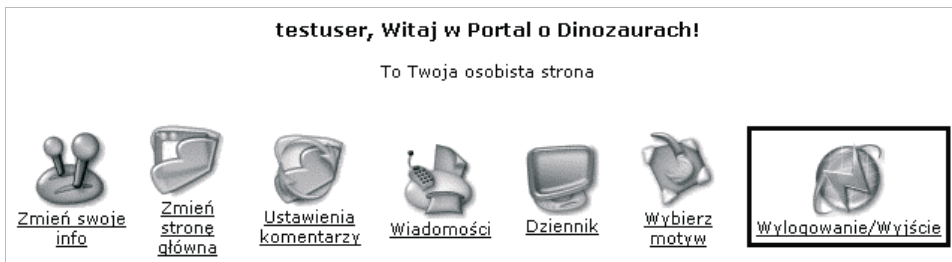 testuser, Witaj w Portal o Dinozaurach!
To Twoja osobista strona
Zmień swoje
info
Zmień
stronę
główna
Ustawienia
komentarzy
Wiadomości
Dziennik
Wybierz
motyw
Wylogowanie/Wyjście